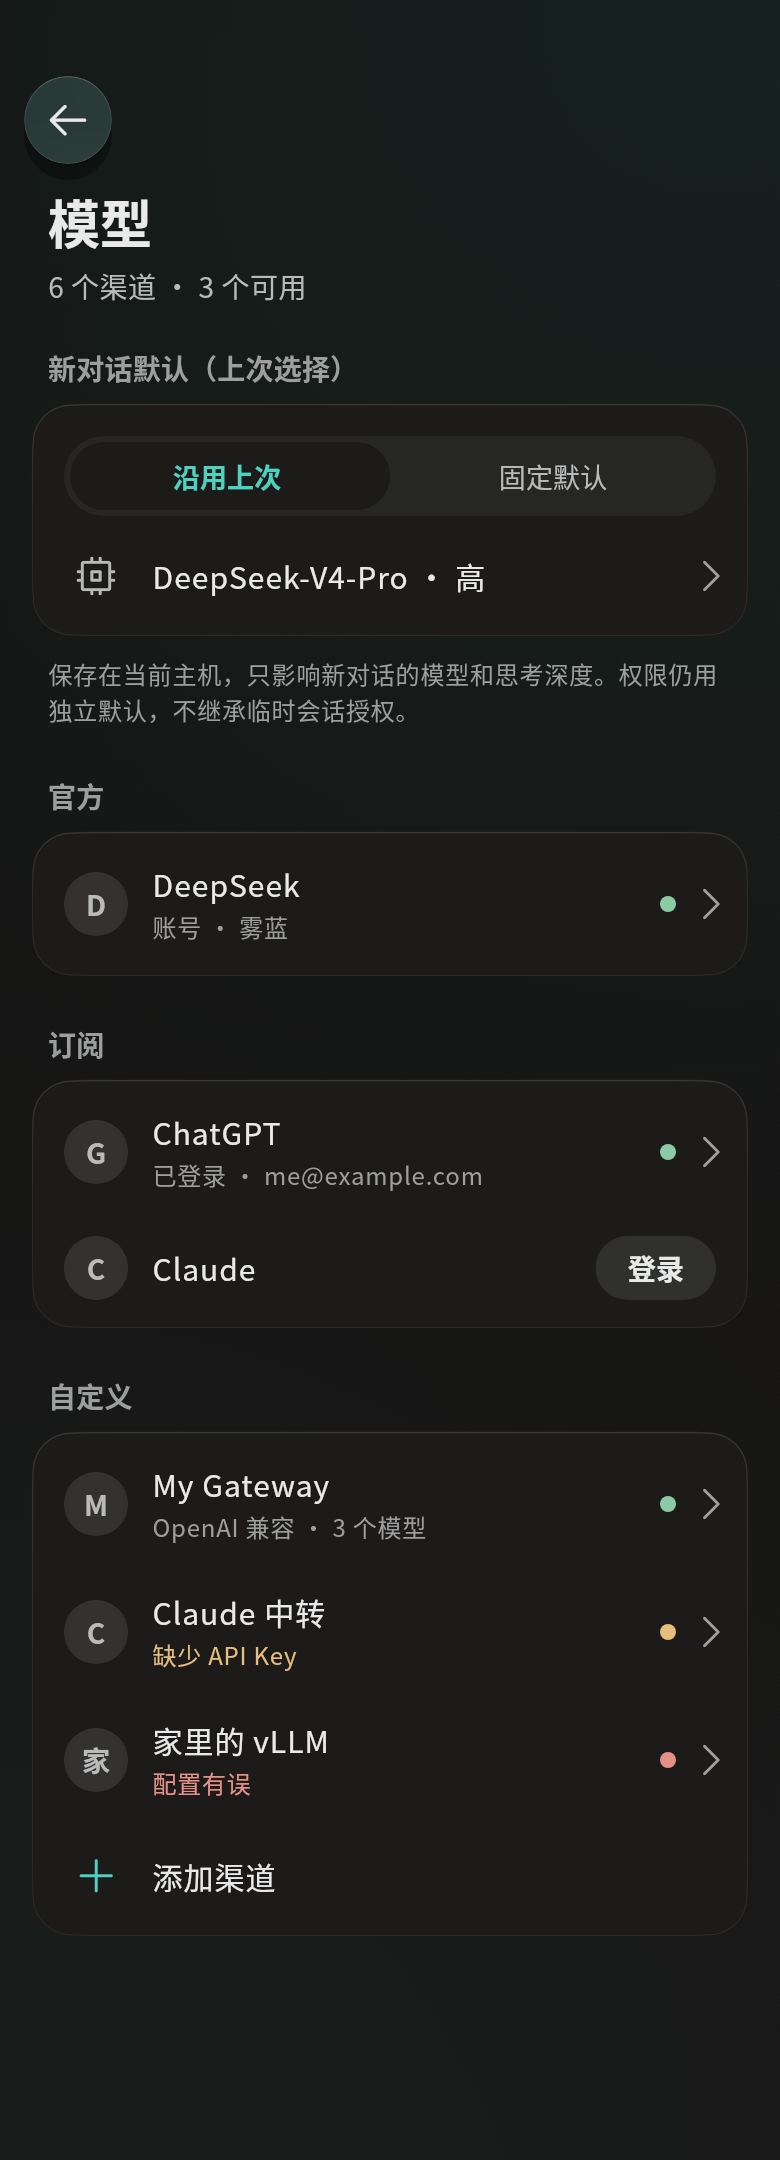 模型
6 个渠道 · 3 个可用
新对话默认（上次选择）
沿用上次
固定默认
DeepSeek-V4-Pro · 高
保存在当前主机，只影响新对话的模型和思考深度。权限仍用
独立默认，不继承临时会话授权。
官方
D
DeepSeek
账号 · 雾蓝
订阅
G
ChatGPT
已登录 · me@example.com
C
Claude
登录
自定义
M
My Gateway
OpenAI 兼容 · 3 个模型
C
Claude 中转
缺少 API Key
家
家里的 vLLM
配置有误
添加渠道